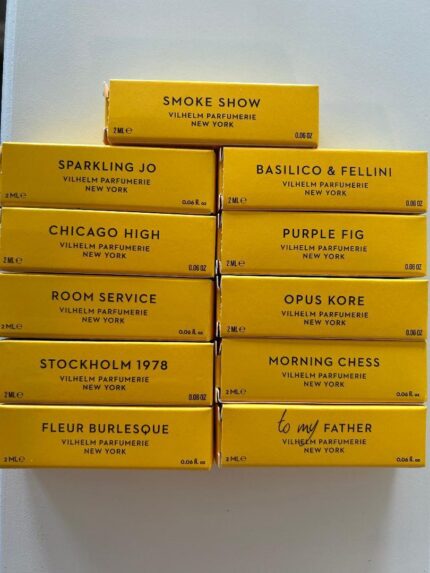 SMOKE SHOW
VILHELM PARFUMERIE
NEW YORK
2 ML℮ 0.06 OZ
SPARKLING JO
VILHELM PARFUMERIE
NEW YORK
2 ML℮ 0.06 fl. oz
BASILICO & FELLINI
VILHELM PARFUMERIE
NEW YORK
2 ML℮ 0.06 OZ
CHICAGO HIGH
VILHELM PARFUMERIE
NEW YORK
2 ML℮ 0.06 OZ
PURPLE FIG
VILHELM PARFUMERIE
NEW YORK
2 ML℮ 0.06 OZ
ROOM SERVICE
VILHELM PARFUMERIE
NEW YORK
2 ML℮ 0.06 fl. oz
OPUS KORE
VILHELM PARFUMERIE
NEW YORK
2 ML℮ 0.06 OZ
STOCKHOLM 1978
VILHELM PARFUMERIE
NEW YORK
2 ML℮ 0.06 OZ
MORNING CHESS
VILHELM PARFUMERIE
NEW YORK
2 ML℮ 0.06 fl. oz
FLEUR BURLESQUE
VILHELM PARFUMERIE
NEW YORK
2 ML℮ 0.06 fl. oz
to my FATHER
VILHELM PARFUMERIE
NEW YORK
2 ML℮ 0.06 fl. oz